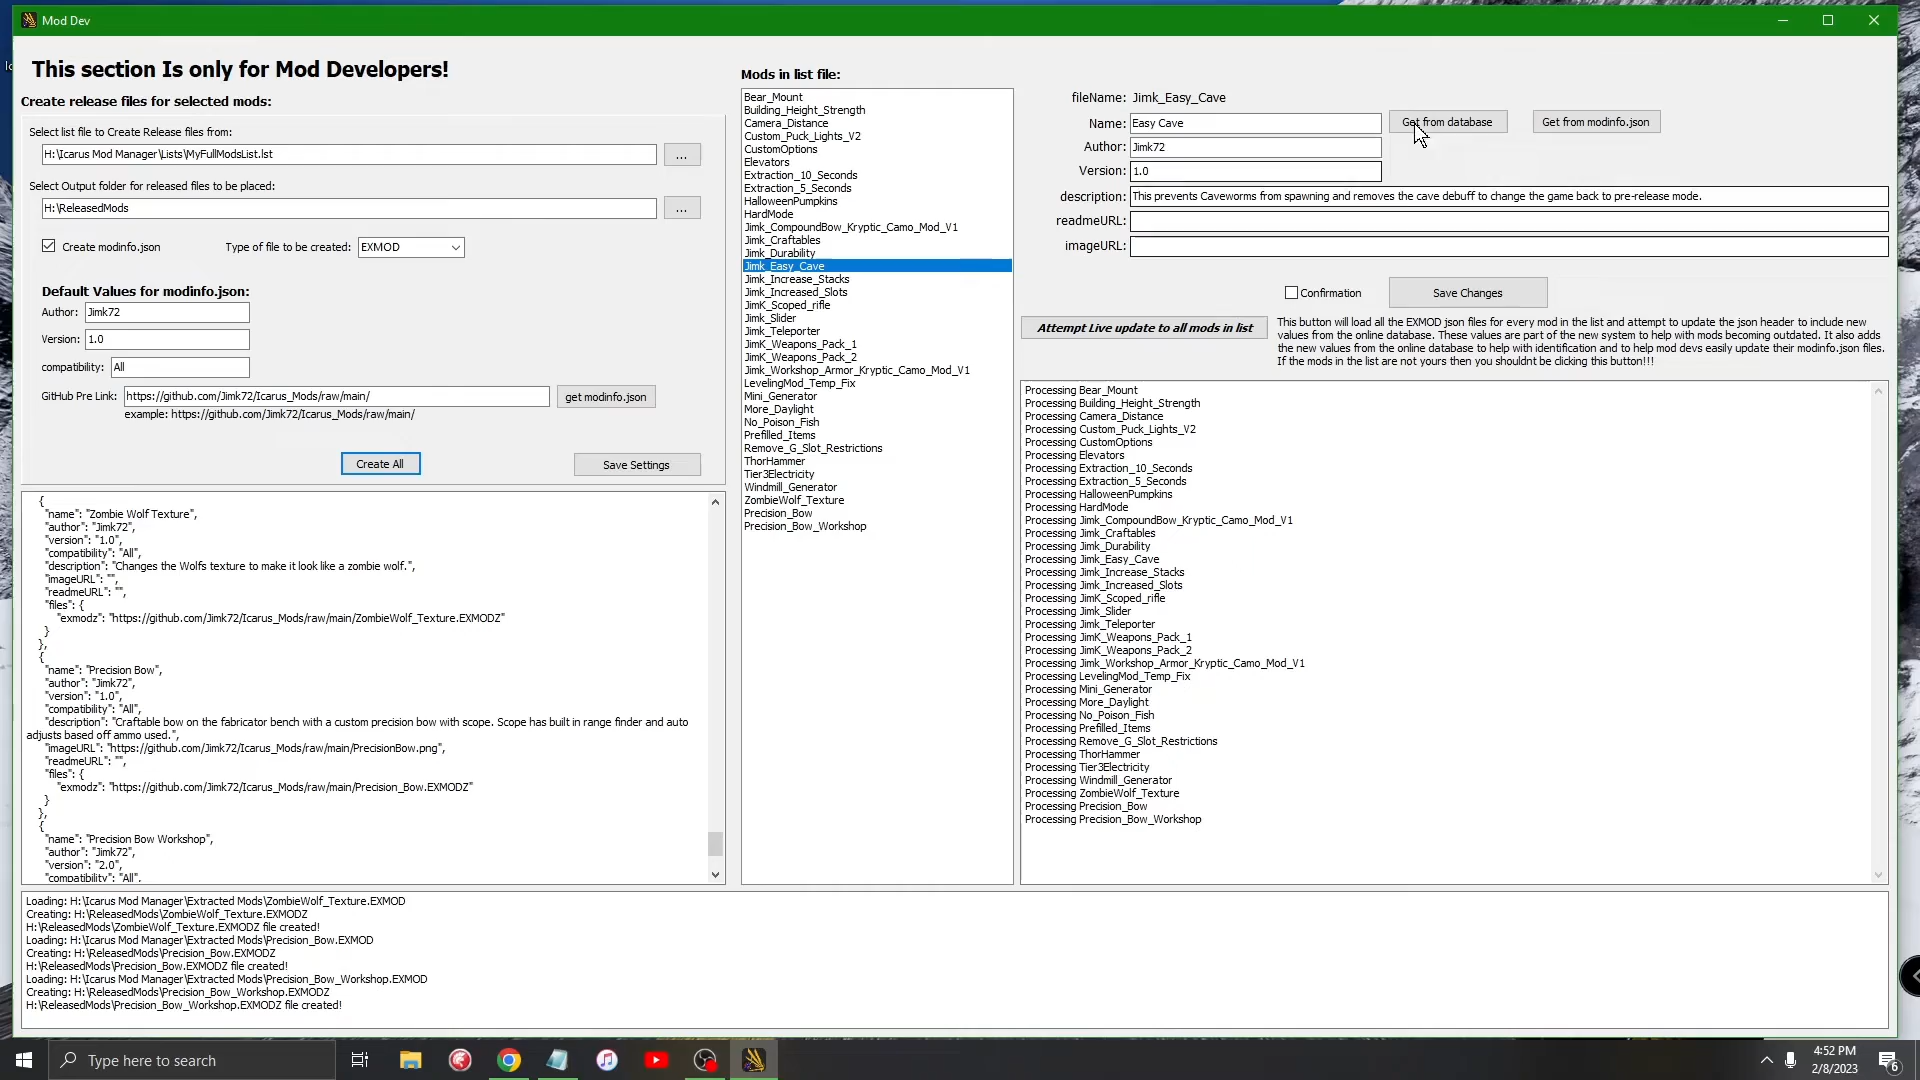 Mod Dev
This section Is only for Mod Developers!
Create release files for selected mods:
Select list file to Create Release files from:
H:\Icarus Mod Manager\Lists\MyFullModsList.lst
...
Select Output folder for released files to be placed:
H:\ReleasedMods
...
Create modinfo.json
Type of file to be created: EXMOD
Default Values for modinfo.json:
Author: Jimk72
Version: 1.0
compatibility: All
GitHub Pre Link: https://github.com/Jimk72/Icarus_Mods/raw/main/
get modinfo.json
example: https://github.com/Jimk72/Icarus_Mods/raw/main/
Create All
Save Settings
{
"name": "Zombie Wolf Texture",
"author": "Jimk72",
"version": "1.0",
"compatibility": "All",
"description": "Changes the Wolfs texture to make it look like a zombie wolf.",
"imageURL": "",
"readmeURL": "",
"files": {
"exmodz": "https://github.com/Jimk72/Icarus_Mods/raw/main/ZombieWolf_Texture.EXMODZ"
}
},
{
"name": "Precision Bow",
"author": "Jimk72",
"version": "1.0",
"compatibility": "All",
"description": "Craftable bow on the fabricator bench with a custom precision bow with scope. Scope has built in range finder and auto
adjusts based off ammo used.",
"imageURL": "https://github.com/Jimk72/Icarus_Mods/raw/main/PrecisionBow.png",
"readmeURL": "",
"files": {
"exmodz": "https://github.com/Jimk72/Icarus_Mods/raw/main/Precision_Bow.EXMODZ"
}
},
{
"name": "Precision Bow Workshop",
"author": "Jimk72",
"version": "2.0",
"compatibility": "All",
Mods in list file:
Bear_Mount
Building_Height_Strength
Camera_Distance
Custom_Puck_Lights_V2
CustomOptions
Elevators
Extraction_10_Seconds
Extraction_5_Seconds
HalloweenPumpkins
HardMode
Jimk_CompoundBow_Kryptic_Camo_Mod_V1
Jimk_Craftables
Jimk_Durability
Jimk_Easy_Cave
Jimk_Increase_Stacks
Jimk_Increased_Slots
JimK_Scoped_rifle
Jimk_Slider
Jimk_Teleporter
JimK_Weapons_Pack_1
JimK_Weapons_Pack_2
Jimk_Workshop_Armor_Kryptic_Camo_Mod_V1
LevelingMod_Temp_Fix
Mini_Generator
More_Daylight
No_Poison_Fish
Prefilled_Items
Remove_G_Slot_Restrictions
ThorHammer
Tier3Electricity
Windmill_Generator
ZombieWolf_Texture
Precision_Bow
Precision_Bow_Workshop
fileName: Jimk_Easy_Cave
Name: Easy Cave
Get from database
Get from modinfo.json
Author: Jimk72
Version: 1.0
description: This prevents Caveworms from spawning and removes the cave debuff to change the game back to pre-release mode.
readmeURL:
imageURL:
Confirmation
Save Changes
Attempt Live update to all mods in list
This button will load all the EXMOD json files for every mod in the list and attempt to update the json header to include new
values from the online database. These values are part of the new system to help with mods becoming outdated. It also adds
the new values from the online database to help with identification and to help mod devs easily update their modinfo.json files.
If the mods in the list are not yours then you shouldnt be clicking this button!!!
Processing Bear_Mount
Processing Building_Height_Strength
Processing Camera_Distance
Processing Custom_Puck_Lights_V2
Processing CustomOptions
Processing Elevators
Processing Extraction_10_Seconds
Processing Extraction_5_Seconds
Processing HalloweenPumpkins
Processing HardMode
Processing Jimk_CompoundBow_Kryptic_Camo_Mod_V1
Processing Jimk_Craftables
Processing Jimk_Durability
Processing Jimk_Easy_Cave
Processing Jimk_Increase_Stacks
Processing Jimk_Increased_Slots
Processing JimK_Scoped_rifle
Processing Jimk_Slider
Processing Jimk_Teleporter
Processing JimK_Weapons_Pack_1
Processing JimK_Weapons_Pack_2
Processing Jimk_Workshop_Armor_Kryptic_Camo_Mod_V1
Processing LevelingMod_Temp_Fix
Processing Mini_Generator
Processing More_Daylight
Processing No_Poison_Fish
Processing Prefilled_Items
Processing Remove_G_Slot_Restrictions
Processing ThorHammer
Processing Tier3Electricity
Processing Windmill_Generator
Processing ZombieWolf_Texture
Processing Precision_Bow
Processing Precision_Bow_Workshop
Loading: H:\Icarus Mod Manager\Extracted Mods\ZombieWolf_Texture.EXMOD
Creating: H:\ReleasedMods\ZombieWolf_Texture.EXMODZ
H:\ReleasedMods\ZombieWolf_Texture.EXMODZ file created!
Loading: H:\Icarus Mod Manager\Extracted Mods\Precision_Bow.EXMOD
Creating: H:\ReleasedMods\Precision_Bow.EXMODZ
H:\ReleasedMods\Precision_Bow.EXMODZ file created!
Loading: H:\Icarus Mod Manager\Extracted Mods\Precision_Bow_Workshop.EXMOD
Creating: H:\ReleasedMods\Precision_Bow_Workshop.EXMODZ
H:\ReleasedMods\Precision_Bow_Workshop.EXMODZ file created!
Type here to search
4:52 PM
2/8/2023
6